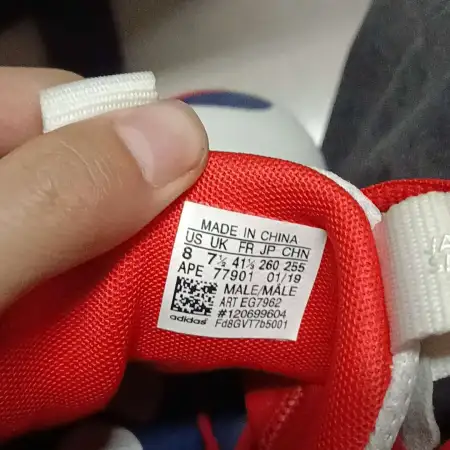 MADE IN CHINA
US UK FR JP CHN
8 7½ 41⅓ 260 255
APE 77901 01/19
MALE/MALE
ART EG7962
#120699604
adidas Fd8GVT7b5001